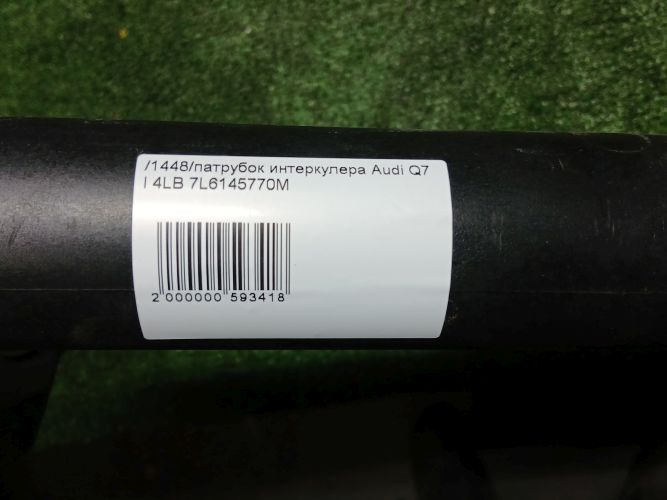 /1448/патрубок интеркулера Audi Q7
I 4LB 7L6145770M
2 000000 593418